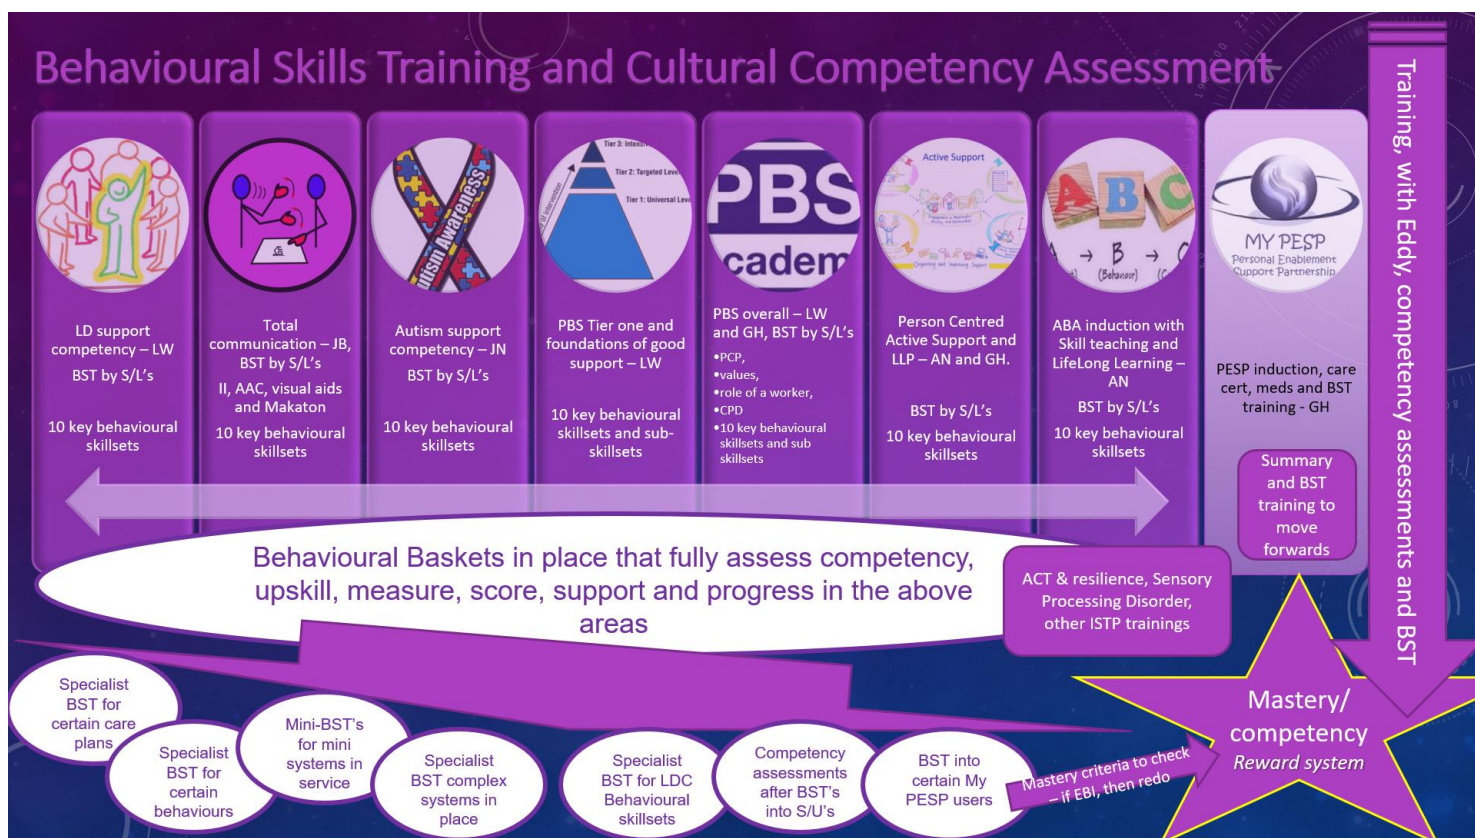 Behavioural Skills Training and Cultural Competency Assessment
LD support
competency – LW
BST by S/L's
10 key behavioural
skillsets
Total
communication – JB,
BST by S/L's
II, AAC, visual aids
and Makaton
10 key behavioural
skillsets
Autism Awareness
Autism support
competency – JN
BST by S/L's
10 key behavioural
skillsets
Tier 3: Intensi
Tier 2: Targeted Leve
Tier 1: Universal Leve
of intervention
PBS Tier one and
foundations of good
support – LW
10 key behavioural
skillsets and sub-
skillsets
PBS
cadem
PBS overall – LW
and GH, BST by S/L's
•PCP,
•values,
•role of a worker,
•CPD
•10 key behavioural
skillsets and sub
skillsets
Active Support
Organising and Improving Support
Person Centred
Active Support and
LLP – AN and GH.
BST by S/L's
10 key behavioural
skillsets
A B C
→ B →
(Behavior)
ABA induction with
Skill teaching and
LifeLong Learning –
AN
BST by S/L's
10 key behavioural
skillsets
MY PESP
Personal Enablement
Support Partnership
PESP induction, care
cert, meds and BST
training - GH
Summary
and BST
training to
move
forwards
Training, with Eddy, competency assessments and BST
Behavioural Baskets in place that fully assess competency,
upskill, measure, score, support and progress in the above
areas
ACT & resilience, Sensory
Processing Disorder,
other ISTP trainings
Specialist
BST for
certain care
plans
Specialist
BST for
certain
behaviours
Mini-BST's
for mini
systems in
service
Specialist
BST complex
systems in
place
Specialist
BST for LDC
Behavioural
skillsets
Competency
assessments
after BST's
into S/U's
BST into
certain My
PESP users
Mastery criteria to check
– if EBI, then redo
Mastery/
competency
Reward system